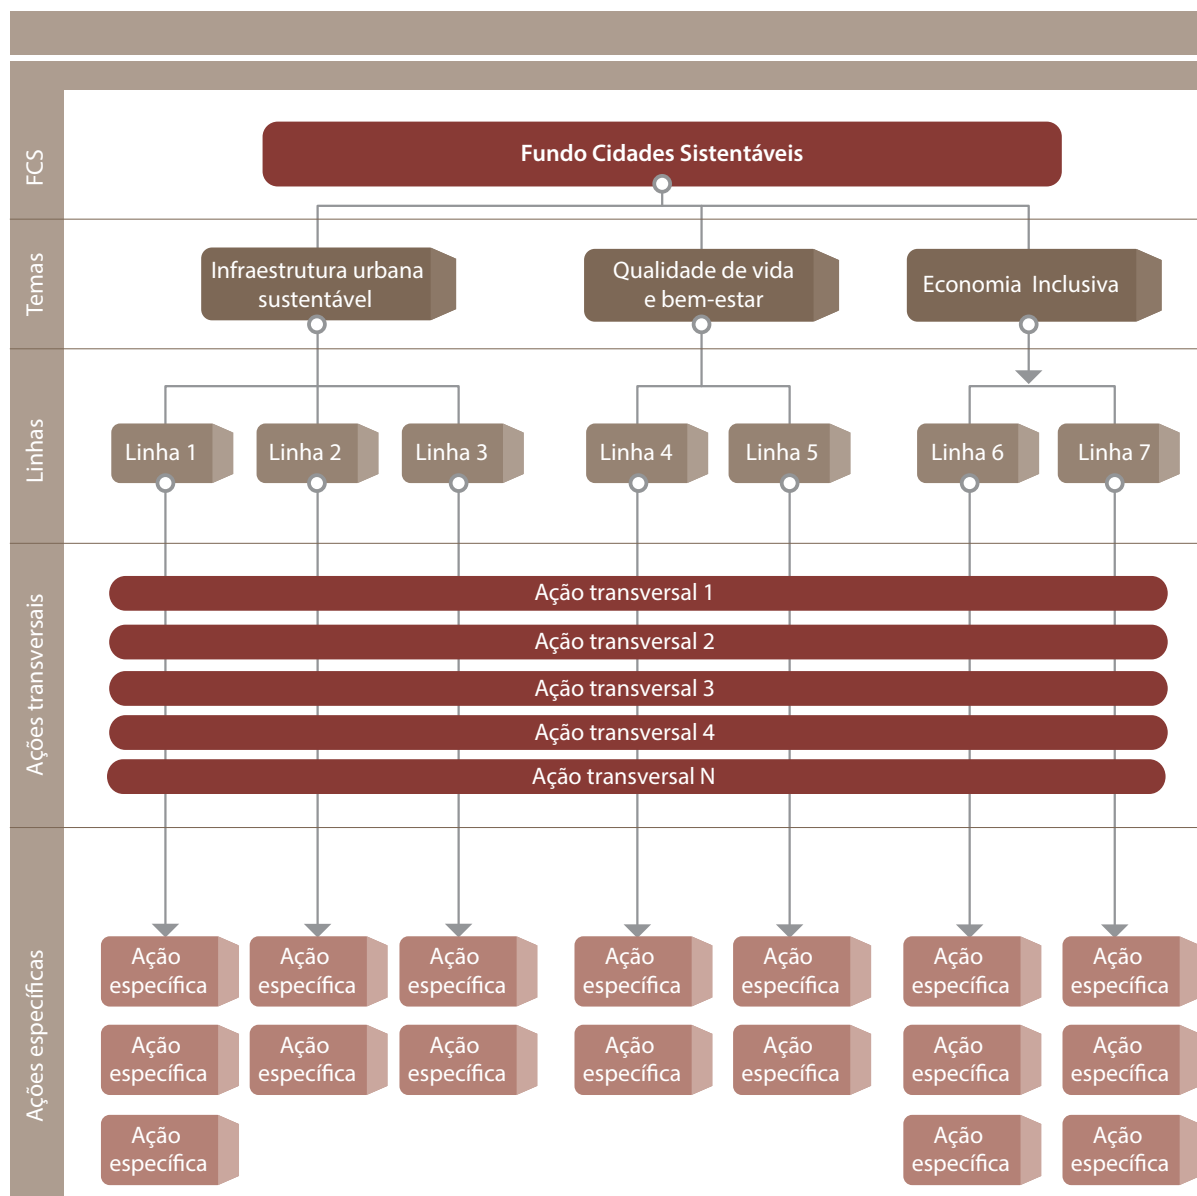 FCS
Fundo Cidades Sistentáveis
Temas
Infraestrutura urbana
sustentável
Qualidade de vida
e bem-estar
Economia Inclusiva
Linhas
Linha 1
Linha 2
Linha 3
Linha 4
Linha 5
Linha 6
Linha 7
Ações transversais
Ação transversal 1
Ação transversal 2
Ação transversal 3
Ação transversal 4
Ação transversal N
Ações específicas
Ação
específica
Ação
específica
Ação
específica
Ação
específica
Ação
específica
Ação
específica
Ação
específica
Ação
específica
Ação
específica
Ação
específica
Ação
específica
Ação
específica
Ação
específica
Ação
específica
Ação
específica
Ação
específica
Ação
específica